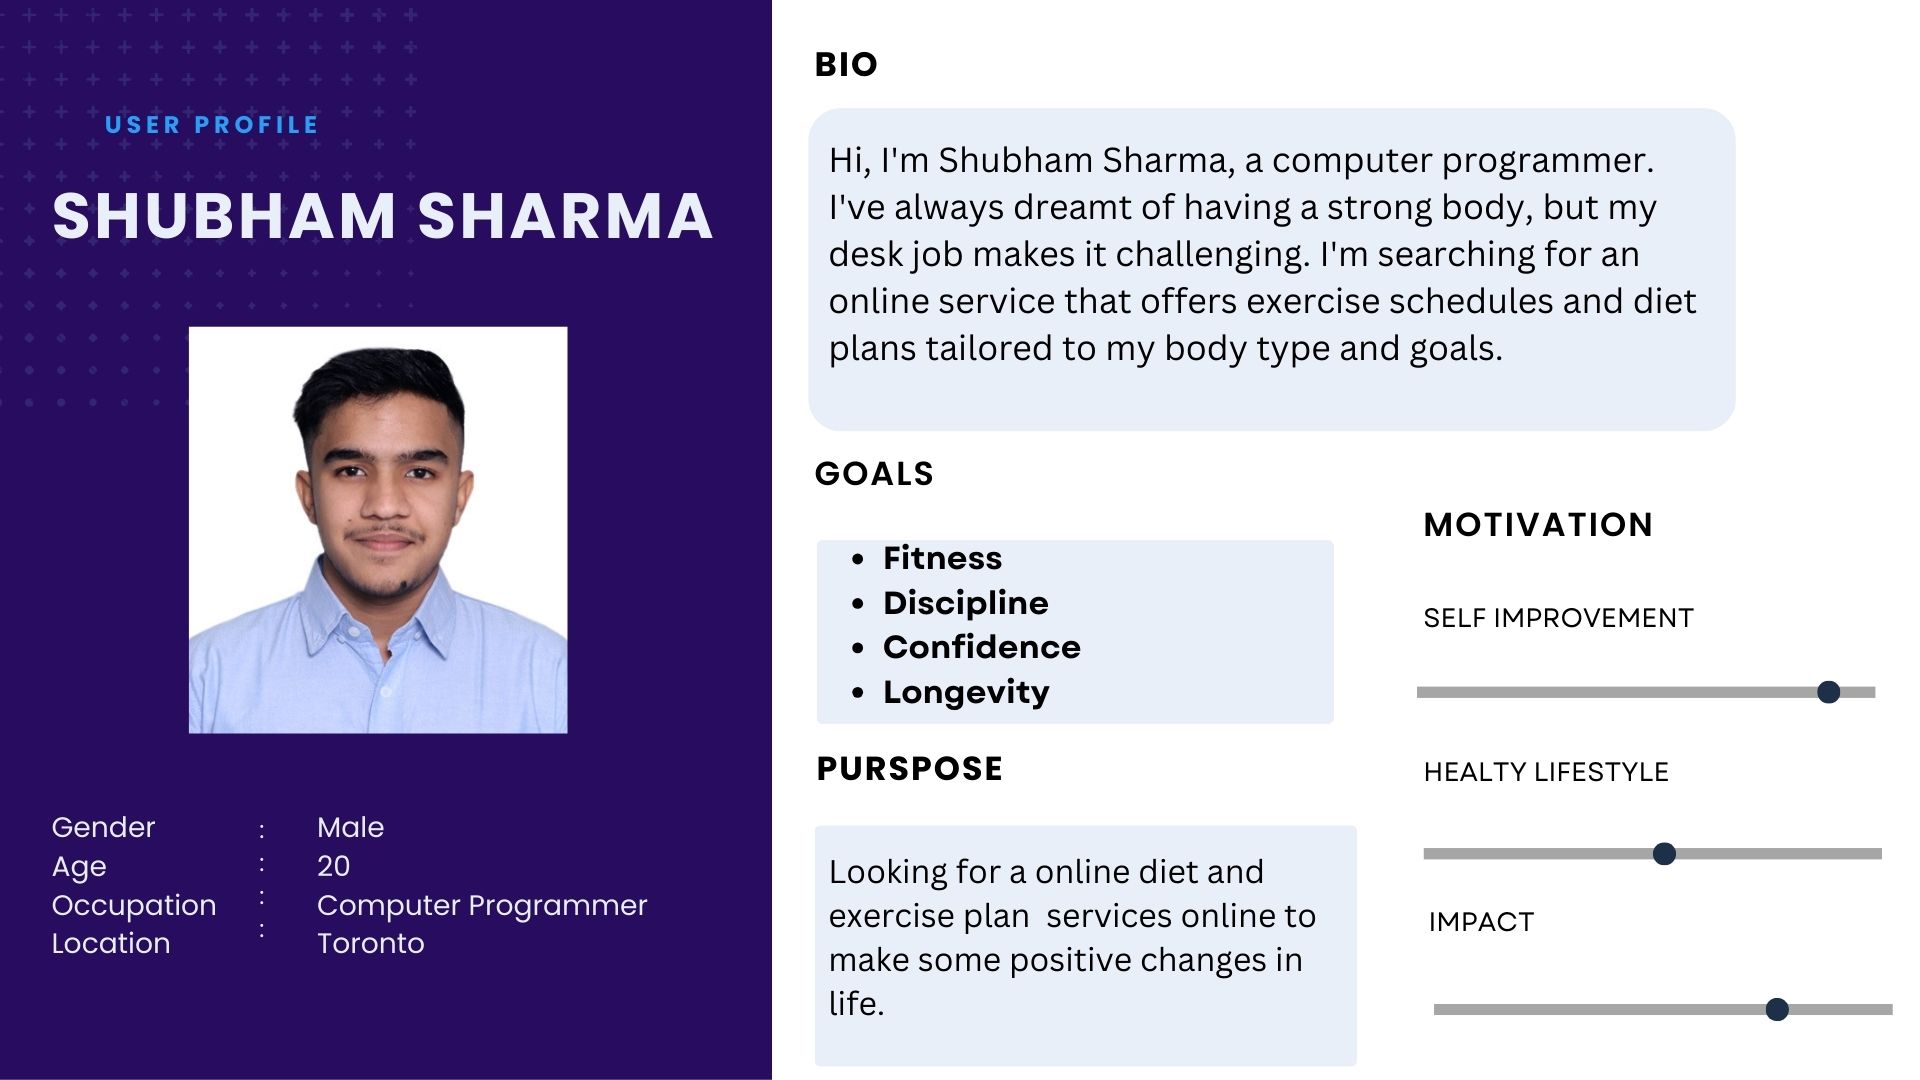 USER PROFILE
SHUBHAM SHARMA
Gender : Male
Age : 20
Occupation : Computer Programmer
Location : Toronto
BIO
Hi, I'm Shubham Sharma, a computer programmer.
I've always dreamt of having a strong body, but my
desk job makes it challenging. I'm searching for an
online service that offers exercise schedules and diet
plans tailored to my body type and goals.
GOALS
• Fitness
• Discipline
• Confidence
• Longevity
PURSPOSE
Looking for a online diet and
exercise plan  services online to
make some positive changes in
life.
MOTIVATION
SELF IMPROVEMENT
HEALTY LIFESTYLE
IMPACT